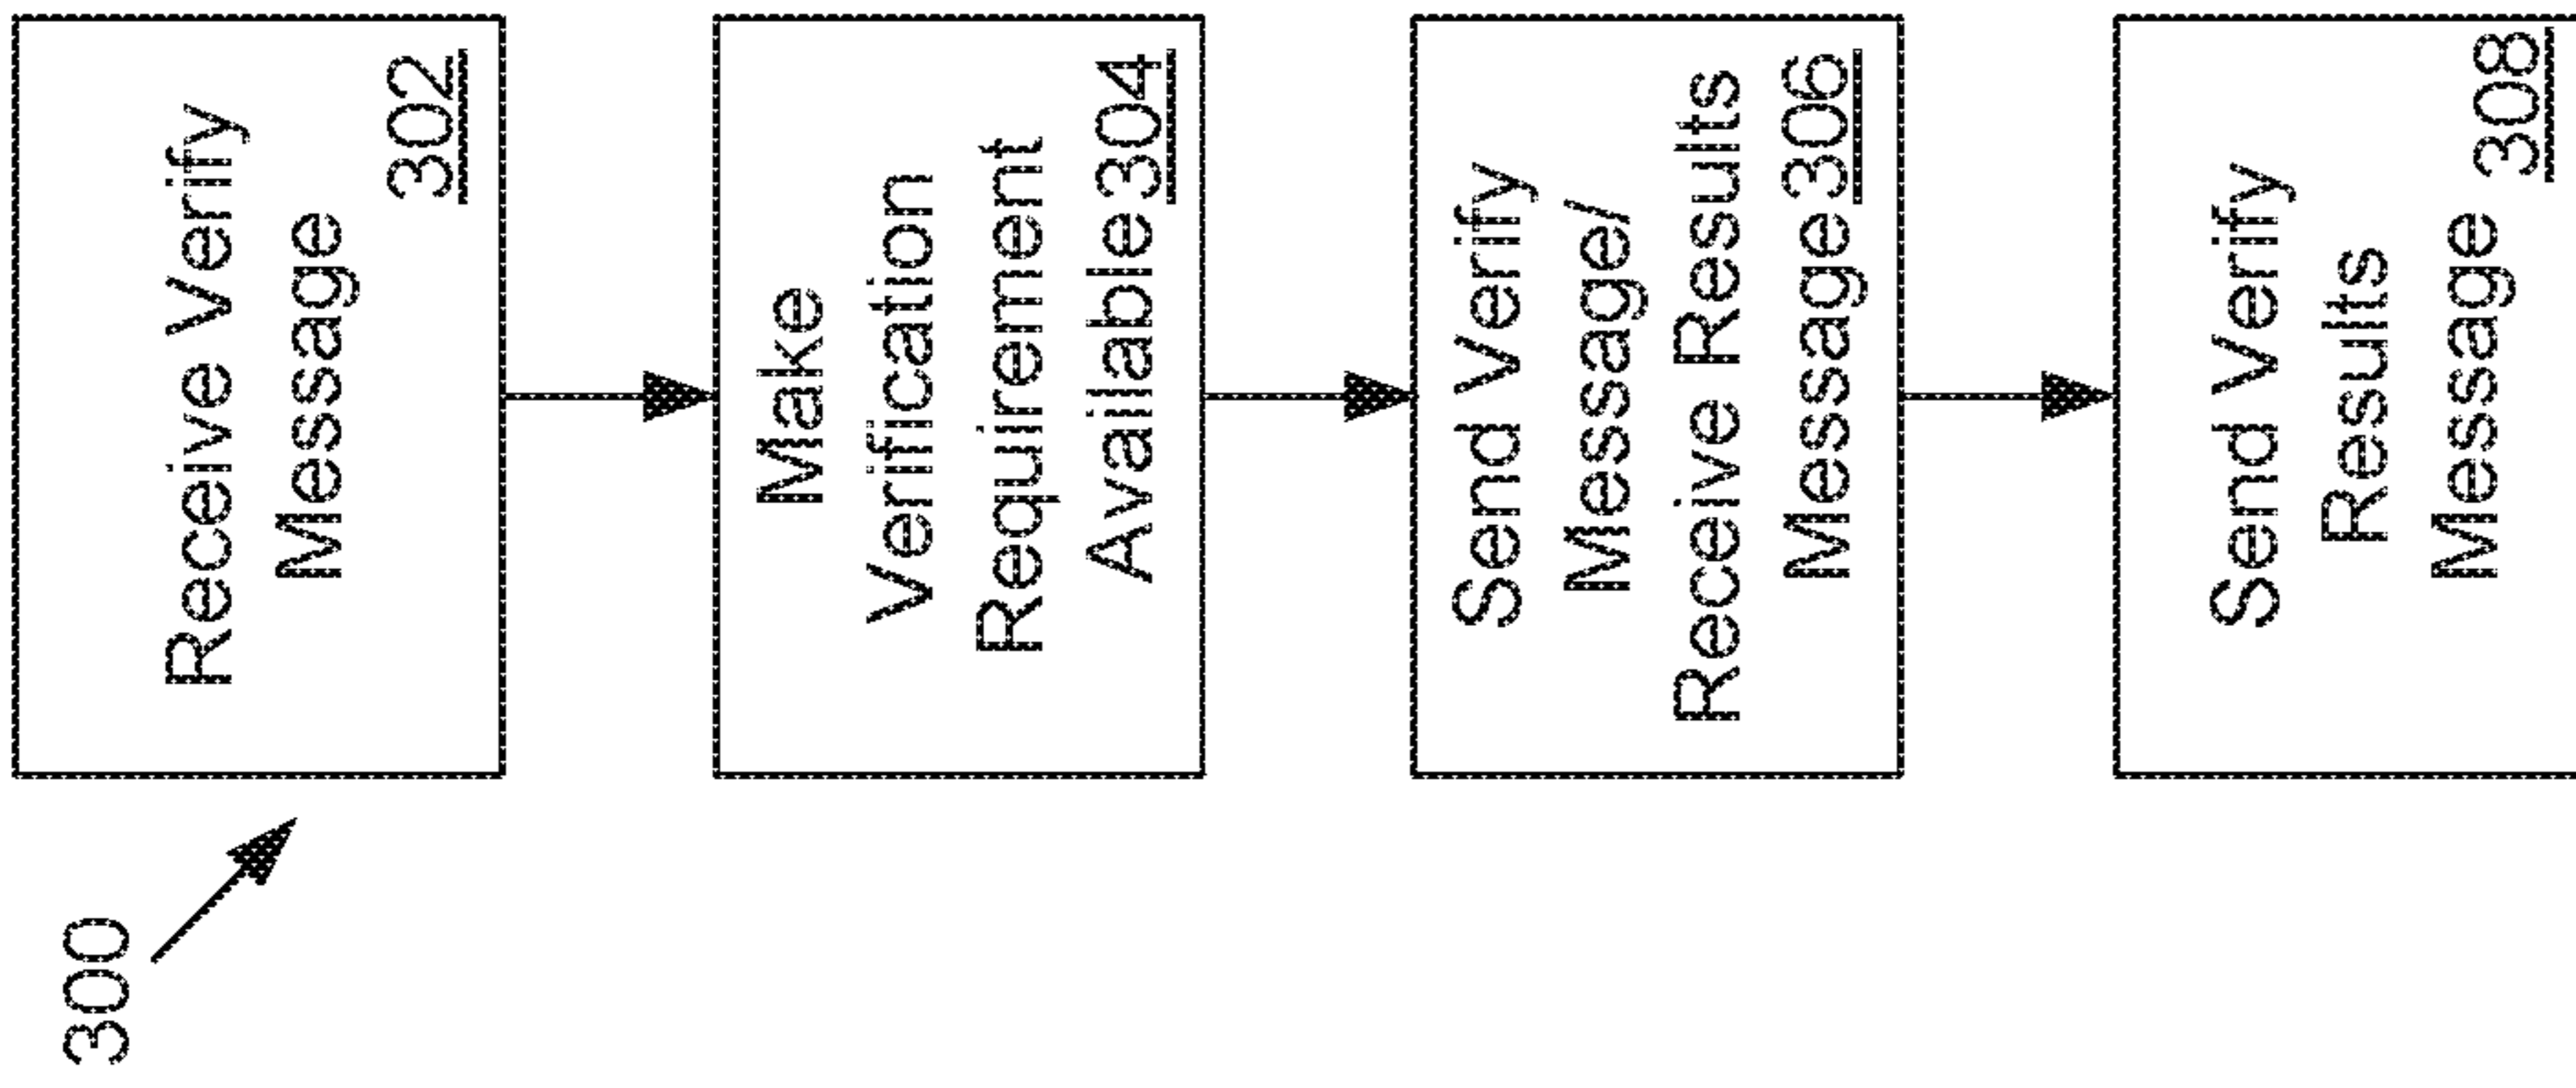 300
Receive Verify
Message
302
Make
Verification
Requirement
Available 304
Send Verify
Message/
Receive Results
Message 306
Send Verify
Results
Message 308